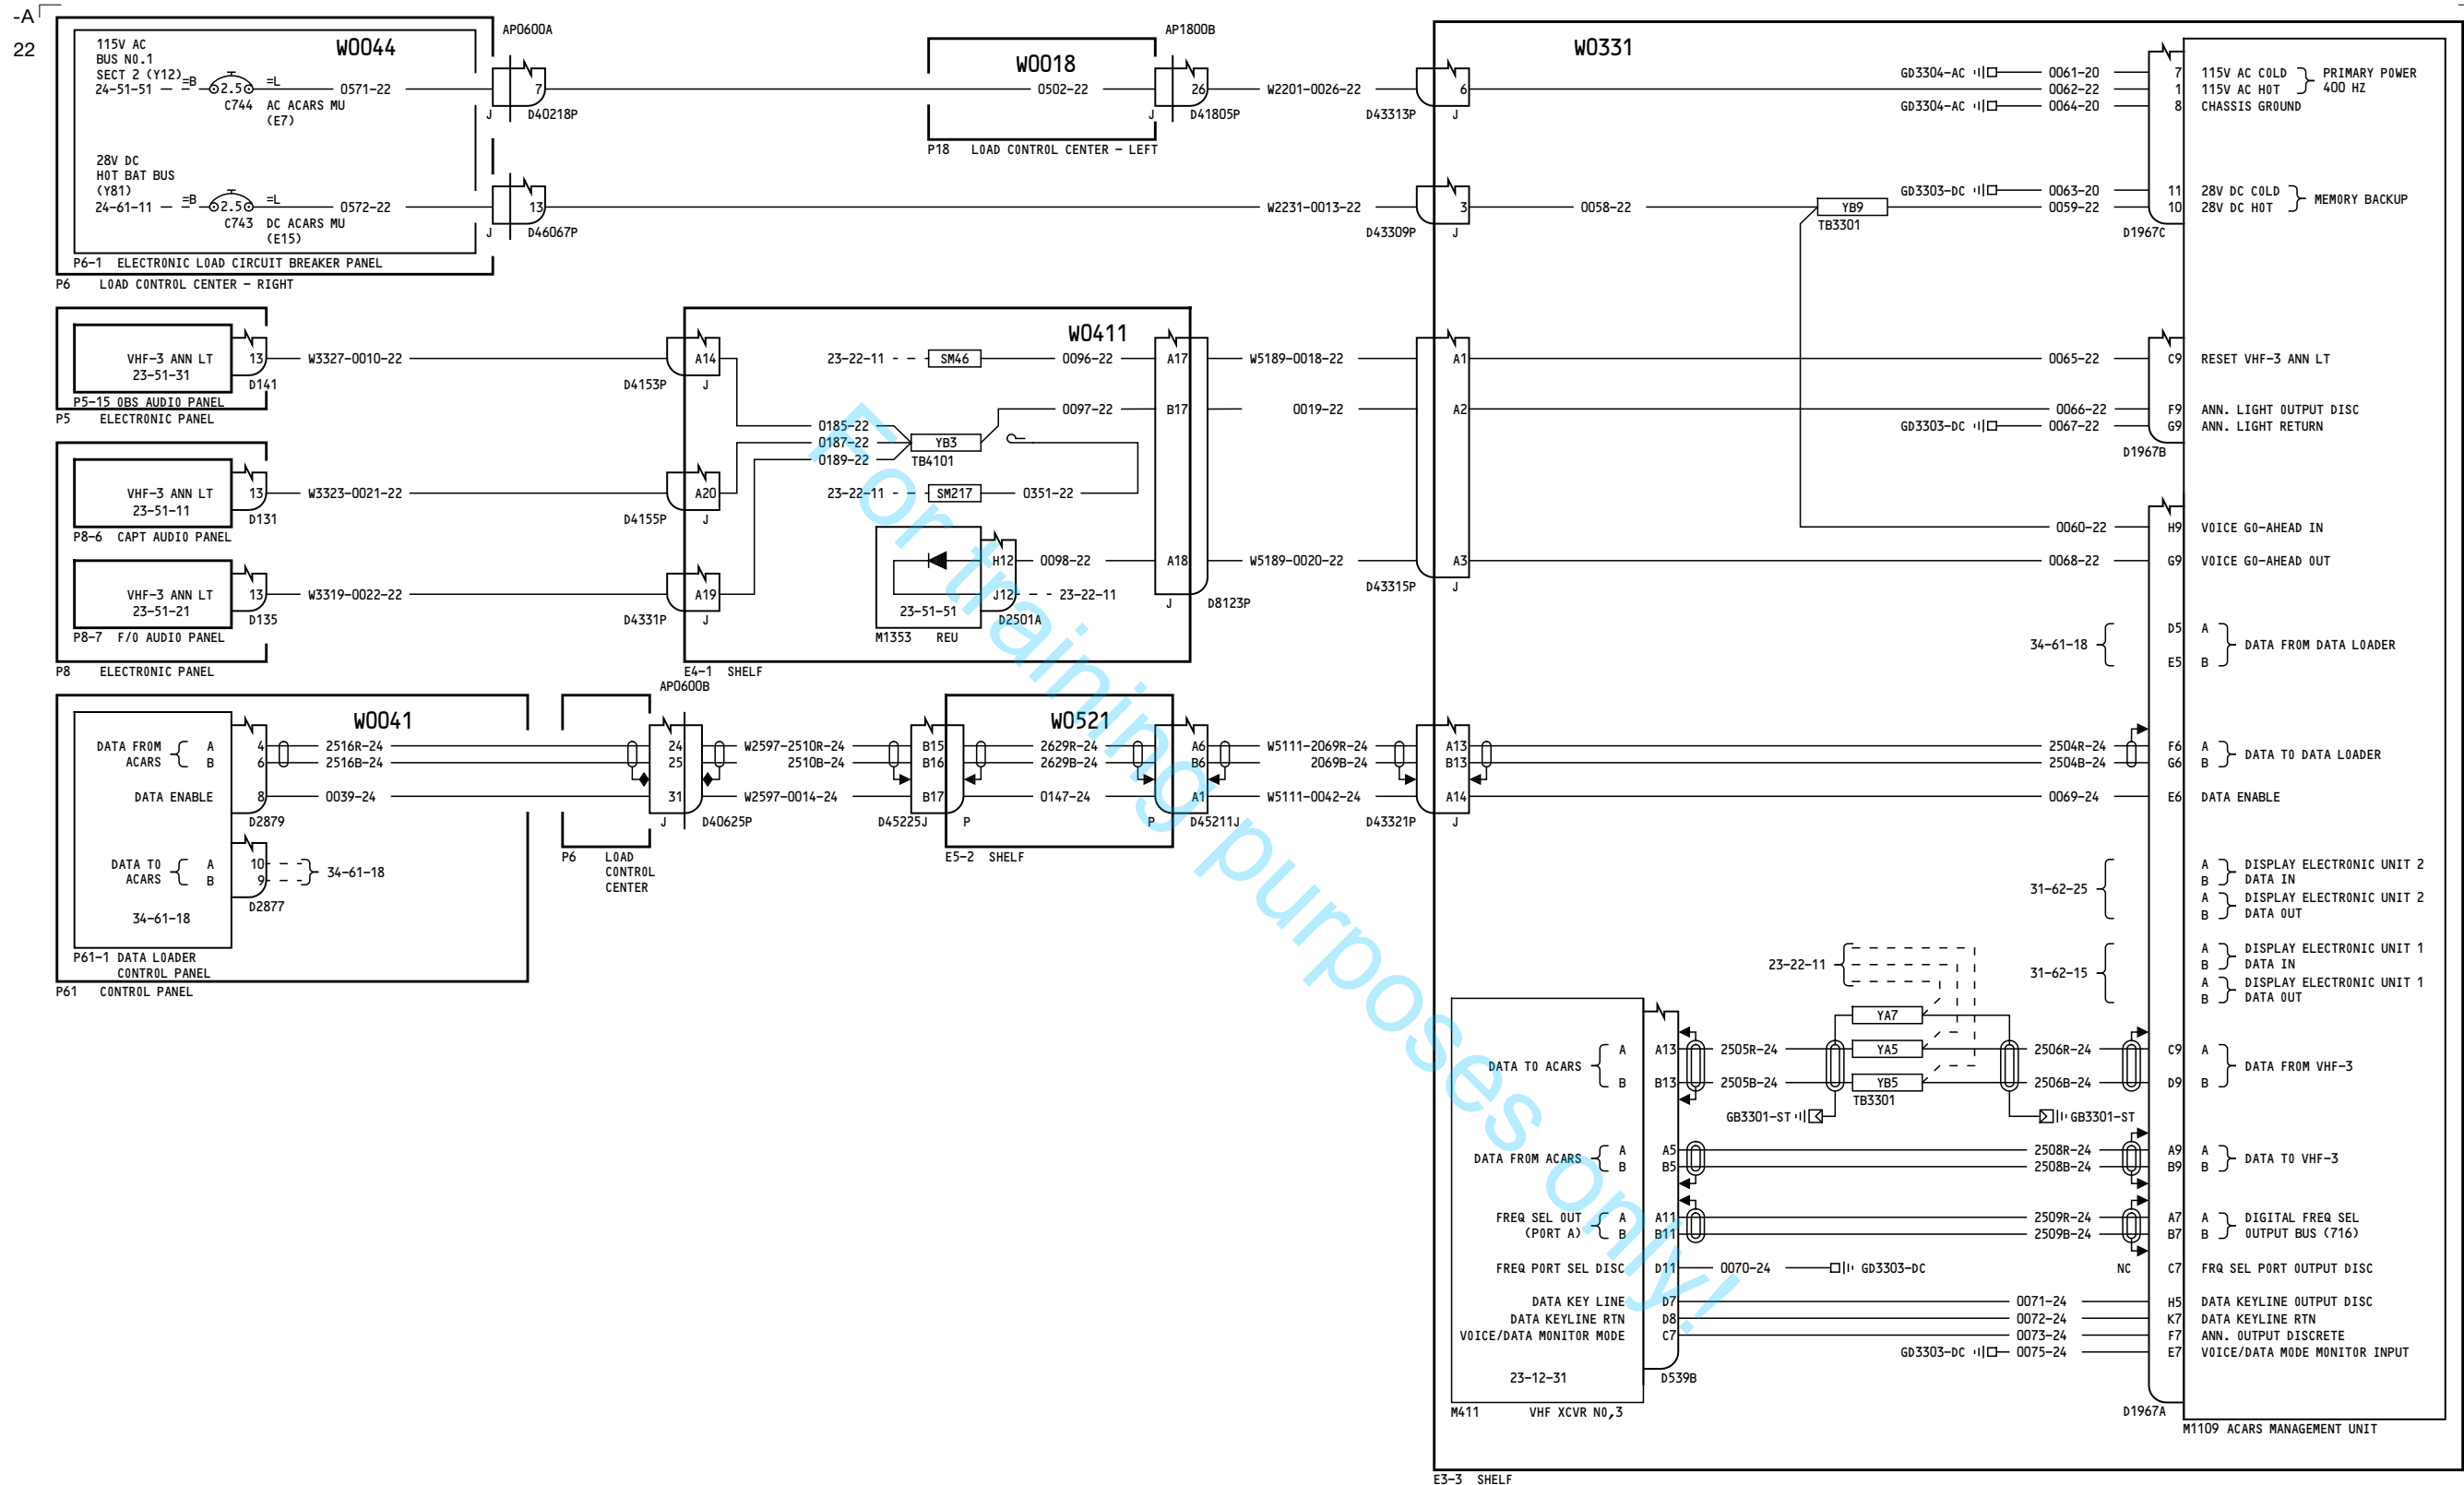 -A
22
115V AC
BUS NO.1
SECT 2 (Y12)
24-51-51
=B
2.5
=L
0571-22
C744 AC ACARS MU
(E7)
W0044
AP0600A
7
J D40218P
28V DC
HOT BAT BUS
(Y81)
24-61-11
=B
2.5
=L
0572-22
C743 DC ACARS MU
(E15)
13
J D46067P
P6-1 ELECTRONIC LOAD CIRCUIT BREAKER PANEL
P6 LOAD CONTROL CENTER - RIGHT
W0018
0502-22
AP1800B
26
J D41805P
P18 LOAD CONTROL CENTER - LEFT
W2201-0026-22
D43313P
6
J
W2231-0013-22
D43309P
3
J
W0331
GD3304-AC 0061-20 7 115V AC COLD
0062-22 1 115V AC HOT
PRIMARY POWER
400 HZ
GD3304-AC 0064-20 8 CHASSIS GROUND
0058-22
YB9
TB3301
GD3303-DC 0063-20 11 28V DC COLD
0059-22 10 28V DC HOT
MEMORY BACKUP
D1967C
VHF-3 ANN LT
23-51-31
13
D141
P5-15 OBS AUDIO PANEL
P5 ELECTRONIC PANEL
W3327-0010-22
A14
D4153P J
VHF-3 ANN LT
23-51-11
13
D131
P8-6 CAPT AUDIO PANEL
W3323-0021-22
A20
D4155P J
VHF-3 ANN LT
23-51-21
13
D135
P8-7 F/O AUDIO PANEL
P8 ELECTRONIC PANEL
W3319-0022-22
A19
D4331P J
W0411
23-22-11 SM46 0096-22 A17
0097-22 B17
0185-22
0187-22
0189-22
YB3
TB4101
23-22-11 SM217 0351-22
H12 0098-22 A18
J12 23-22-11
23-51-51
D2501A
M1353 REU
J D8123P
E4-1 SHELF
W5189-0018-22 A1
0019-22 A2
W5189-0020-22 A3
D43315P J
0065-22 C9 RESET VHF-3 ANN LT
0066-22 F9 ANN. LIGHT OUTPUT DISC
GD3303-DC 0067-22 G9 ANN. LIGHT RETURN
D1967B
0060-22 H9 VOICE GO-AHEAD IN
0068-22 G9 VOICE GO-AHEAD OUT
34-61-18
D5 A
E5 B
DATA FROM DATA LOADER
W0041
DATA FROM
ACARS
A 4 2516R-24
B 6 2516B-24
DATA ENABLE 8 0039-24
D2879
DATA TO
ACARS
A 10
B 9
34-61-18
D2877
34-61-18
P61-1 DATA LOADER
CONTROL PANEL
P61 CONTROL PANEL
AP0600B
24
25
31
J D40625P
P6 LOAD
CONTROL
CENTER
W2597-2510R-24
2510B-24
W2597-0014-24
B15
B16
B17
D45225J P
W0521
2629R-24
2629B-24
0147-24
A6
B6
A1
P D45211J
E5-2 SHELF
W5111-2069R-24
2069B-24
W5111-0042-24
A13
B13
A14
D43321P J
2504R-24 F6 A
2504B-24 G6 B
DATA TO DATA LOADER
0069-24 E6 DATA ENABLE
31-62-25
A DISPLAY ELECTRONIC UNIT 2
B DATA IN
A DISPLAY ELECTRONIC UNIT 2
B DATA OUT
31-62-15
A DISPLAY ELECTRONIC UNIT 1
B DATA IN
A DISPLAY ELECTRONIC UNIT 1
B DATA OUT
23-22-11
DATA TO ACARS
A A13 2505R-24
B B13 2505B-24
YA7
YA5
YB5
TB3301
GB3301-ST
GB3301-ST
2506R-24 C9 A
2506B-24 D9 B
DATA FROM VHF-3
DATA FROM ACARS
A A5
B B5
2508R-24 A9 A
2508B-24 B9 B
DATA TO VHF-3
FREQ SEL OUT
(PORT A)
A A11
B B11
2509R-24 A7 A
2509B-24 B7 B
DIGITAL FREQ SEL
OUTPUT BUS (716)
FREQ PORT SEL DISC D11 0070-24 GD3303-DC
NC C7 FRQ SEL PORT OUTPUT DISC
DATA KEY LINE D7 0071-24 H5 DATA KEYLINE OUTPUT DISC
DATA KEYLINE RTN D8 0072-24 K7 DATA KEYLINE RTN
VOICE/DATA MONITOR MODE C7 0073-24 F7 ANN. OUTPUT DISCRETE
GD3303-DC 0075-24 E7 VOICE/DATA MODE MONITOR INPUT
23-12-31
D539B
M411 VHF XCVR NO,3
D1967A
M1109 ACARS MANAGEMENT UNIT
E3-3 SHELF
For training purposes only!